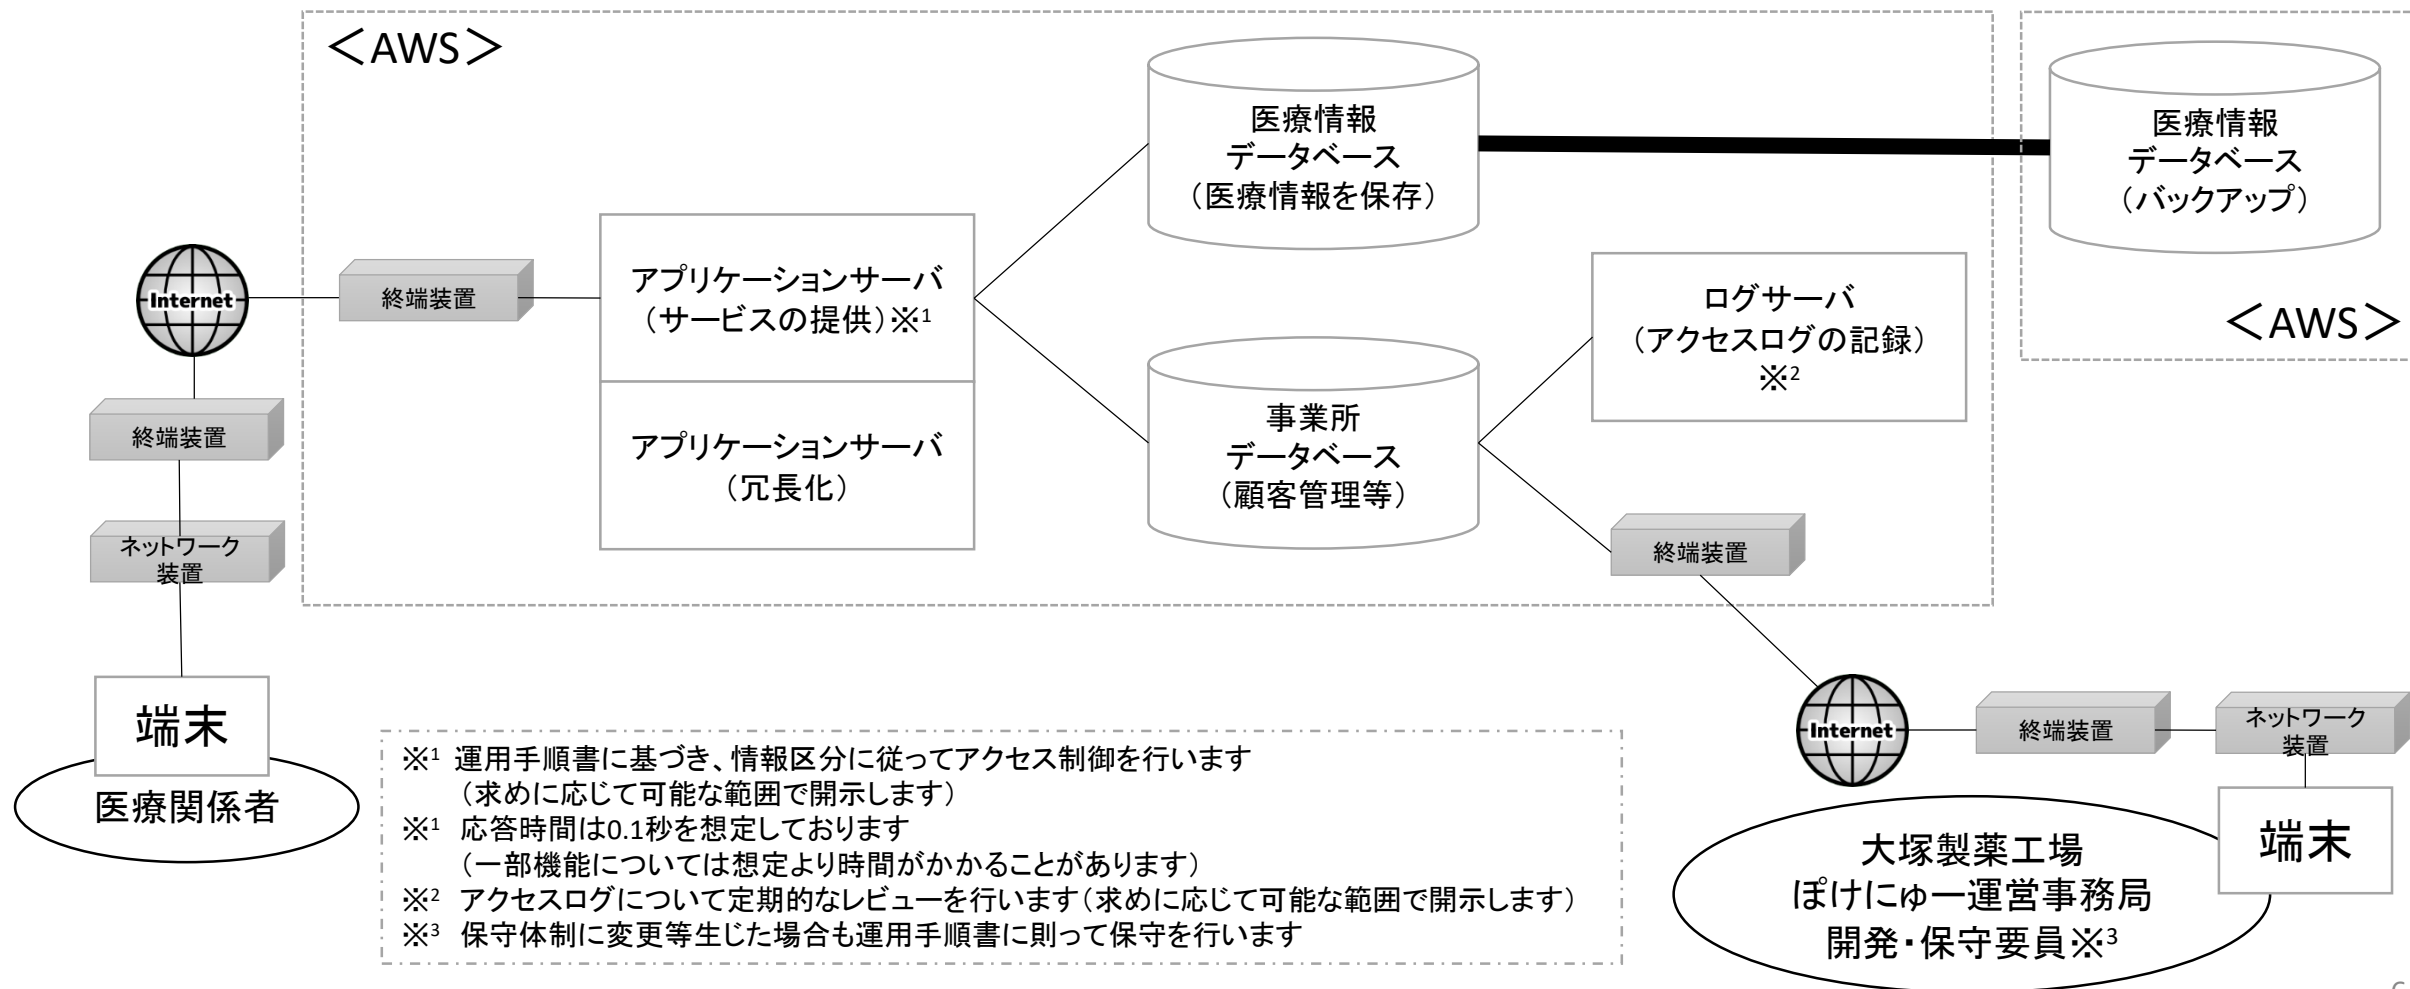 ＜AWS＞
医療情報
データベース
（医療情報を保存）
医療情報
データベース
（バックアップ）
＜AWS＞
Internet
終端装置
アプリケーションサーバ
（サービスの提供）※1
アプリケーションサーバ
（冗長化）
事業所
データベース
（顧客管理等）
ログサーバ
（アクセスログの記録）
※2
終端装置
終端装置
ネットワーク
装置
端末
医療関係者
Internet
終端装置
ネットワーク
装置
端末
大塚製薬工場
ぽけにゅー運営事務局
開発・保守要員※3
※1 運用手順書に基づき、情報区分に従ってアクセス制御を行います
（求めに応じて可能な範囲で開示します）
※1 応答時間は0.1秒を想定しております
（一部機能については想定より時間がかかることがあります）
※2 アクセスログについて定期的なレビューを行います（求めに応じて可能な範囲で開示します）
※3 保守体制に変更等生じた場合も運用手順書に則って保守を行います